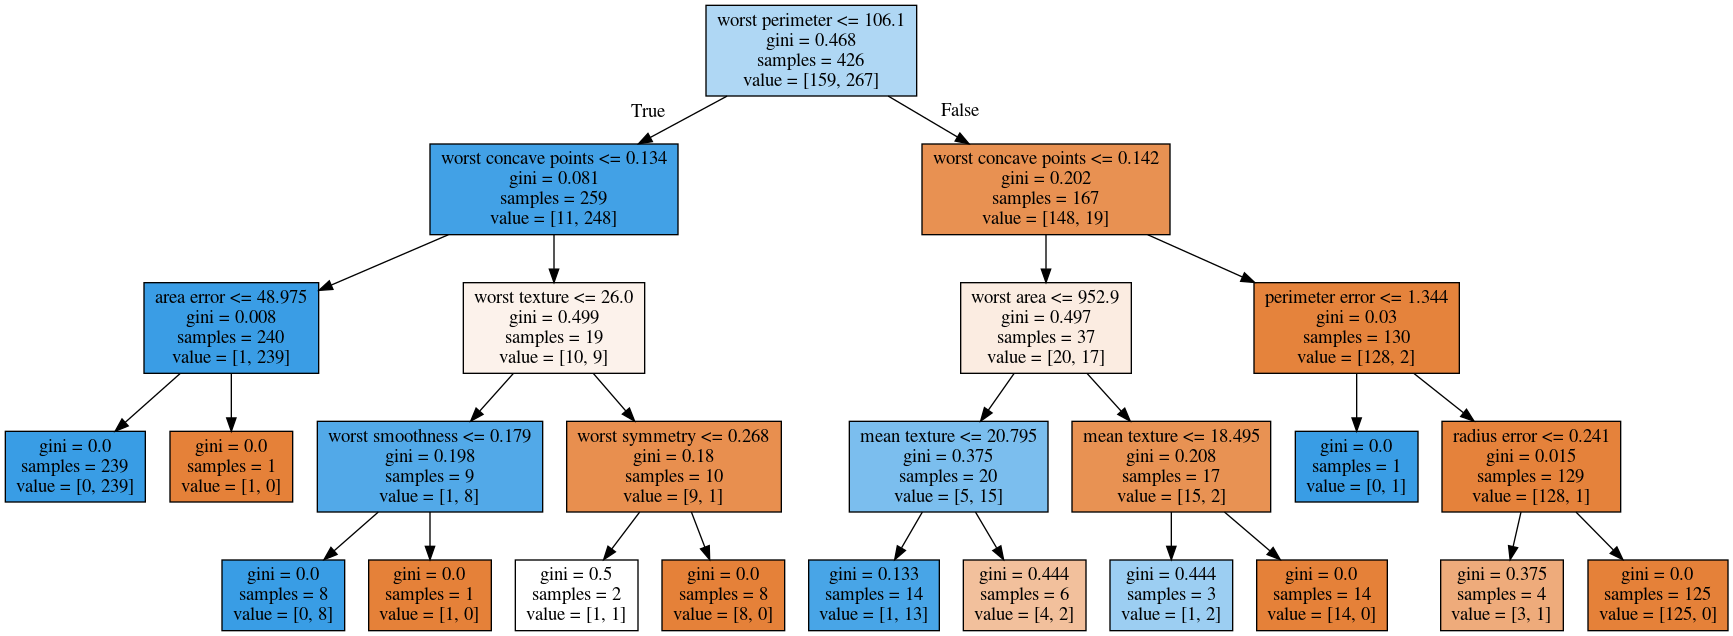 worst perimeter <= 106.1
gini = 0.468
samples = 426
value = [159, 267]
True
False
worst concave points <= 0.134
gini = 0.081
samples = 259
value = [11, 248]
worst concave points <= 0.142
gini = 0.202
samples = 167
value = [148, 19]
area error <= 48.975
gini = 0.008
samples = 240
value = [1, 239]
worst texture <= 26.0
gini = 0.499
samples = 19
value = [10, 9]
worst area <= 952.9
gini = 0.497
samples = 37
value = [20, 17]
perimeter error <= 1.344
gini = 0.03
samples = 130
value = [128, 2]
gini = 0.0
samples = 239
value = [0, 239]
gini = 0.0
samples = 1
value = [1, 0]
worst smoothness <= 0.179
gini = 0.198
samples = 9
value = [1, 8]
worst symmetry <= 0.268
gini = 0.18
samples = 10
value = [9, 1]
mean texture <= 20.795
gini = 0.375
samples = 20
value = [5, 15]
mean texture <= 18.495
gini = 0.208
samples = 17
value = [15, 2]
gini = 0.0
samples = 1
value = [0, 1]
radius error <= 0.241
gini = 0.015
samples = 129
value = [128, 1]
gini = 0.0
samples = 8
value = [0, 8]
gini = 0.0
samples = 1
value = [1, 0]
gini = 0.5
samples = 2
value = [1, 1]
gini = 0.0
samples = 8
value = [8, 0]
gini = 0.133
samples = 14
value = [1, 13]
gini = 0.444
samples = 6
value = [4, 2]
gini = 0.444
samples = 3
value = [1, 2]
gini = 0.0
samples = 14
value = [14, 0]
gini = 0.375
samples = 4
value = [3, 1]
gini = 0.0
samples = 125
value = [125, 0]